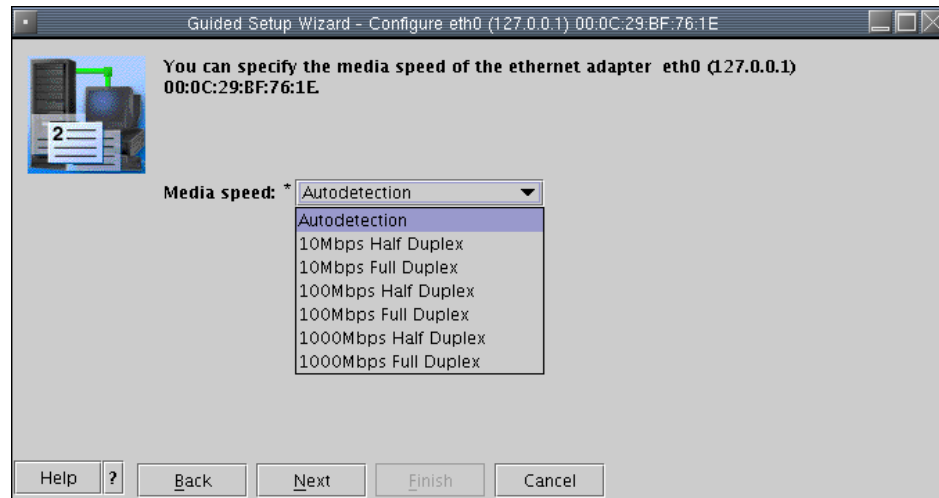 Guided Setup Wizard - Configure eth0 (127.0.0.1) 00:0C:29:BF:76:1E
You can specify the media speed of the ethernet adapter eth0 (127.0.0.1)
00:0C:29:BF:76:1E.
2
Media speed: * Autodetection
Autodetection
10Mbps Half Duplex
10Mbps Full Duplex
100Mbps Half Duplex
100Mbps Full Duplex
1000Mbps Half Duplex
1000Mbps Full Duplex
Help ? Back Next Finish Cancel